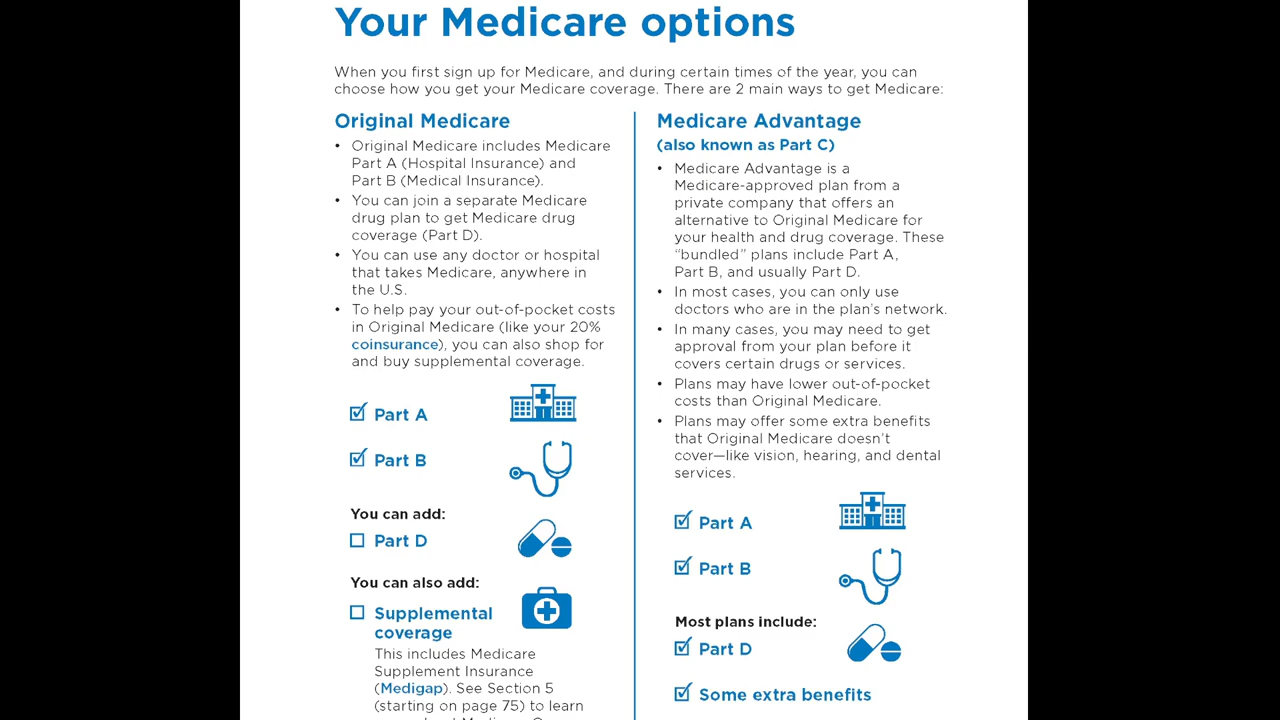 Your Medicare options
When you first sign up for Medicare, and during certain times of the year, you can
choose how you get your Medicare coverage. There are 2 main ways to get Medicare:
Original Medicare
• Original Medicare includes Medicare
Part A (Hospital Insurance) and
Part B (Medical Insurance).
• You can join a separate Medicare
drug plan to get Medicare drug
coverage (Part D).
• You can use any doctor or hospital
that takes Medicare, anywhere in
the U.S.
• To help pay your out-of-pocket costs
in Original Medicare (like your 20%
coinsurance), you can also shop for
and buy supplemental coverage.
Part A
Part B
You can add:
Part D
You can also add:
Supplemental
coverage
This includes Medicare
Supplement Insurance
(Medigap). See Section 5
(starting on page 75) to learn
Medicare Advantage
(also known as Part C)
• Medicare Advantage is a
Medicare-approved plan from a
private company that offers an
alternative to Original Medicare for
your health and drug coverage. These
“bundled” plans include Part A,
Part B, and usually Part D.
• In most cases, you can only use
doctors who are in the plan’s network.
• In many cases, you may need to get
approval from your plan before it
covers certain drugs or services.
• Plans may have lower out-of-pocket
costs than Original Medicare.
• Plans may offer some extra benefits
that Original Medicare doesn’t
cover—like vision, hearing, and dental
services.
Part A
Part B
Most plans include:
Part D
Some extra benefits